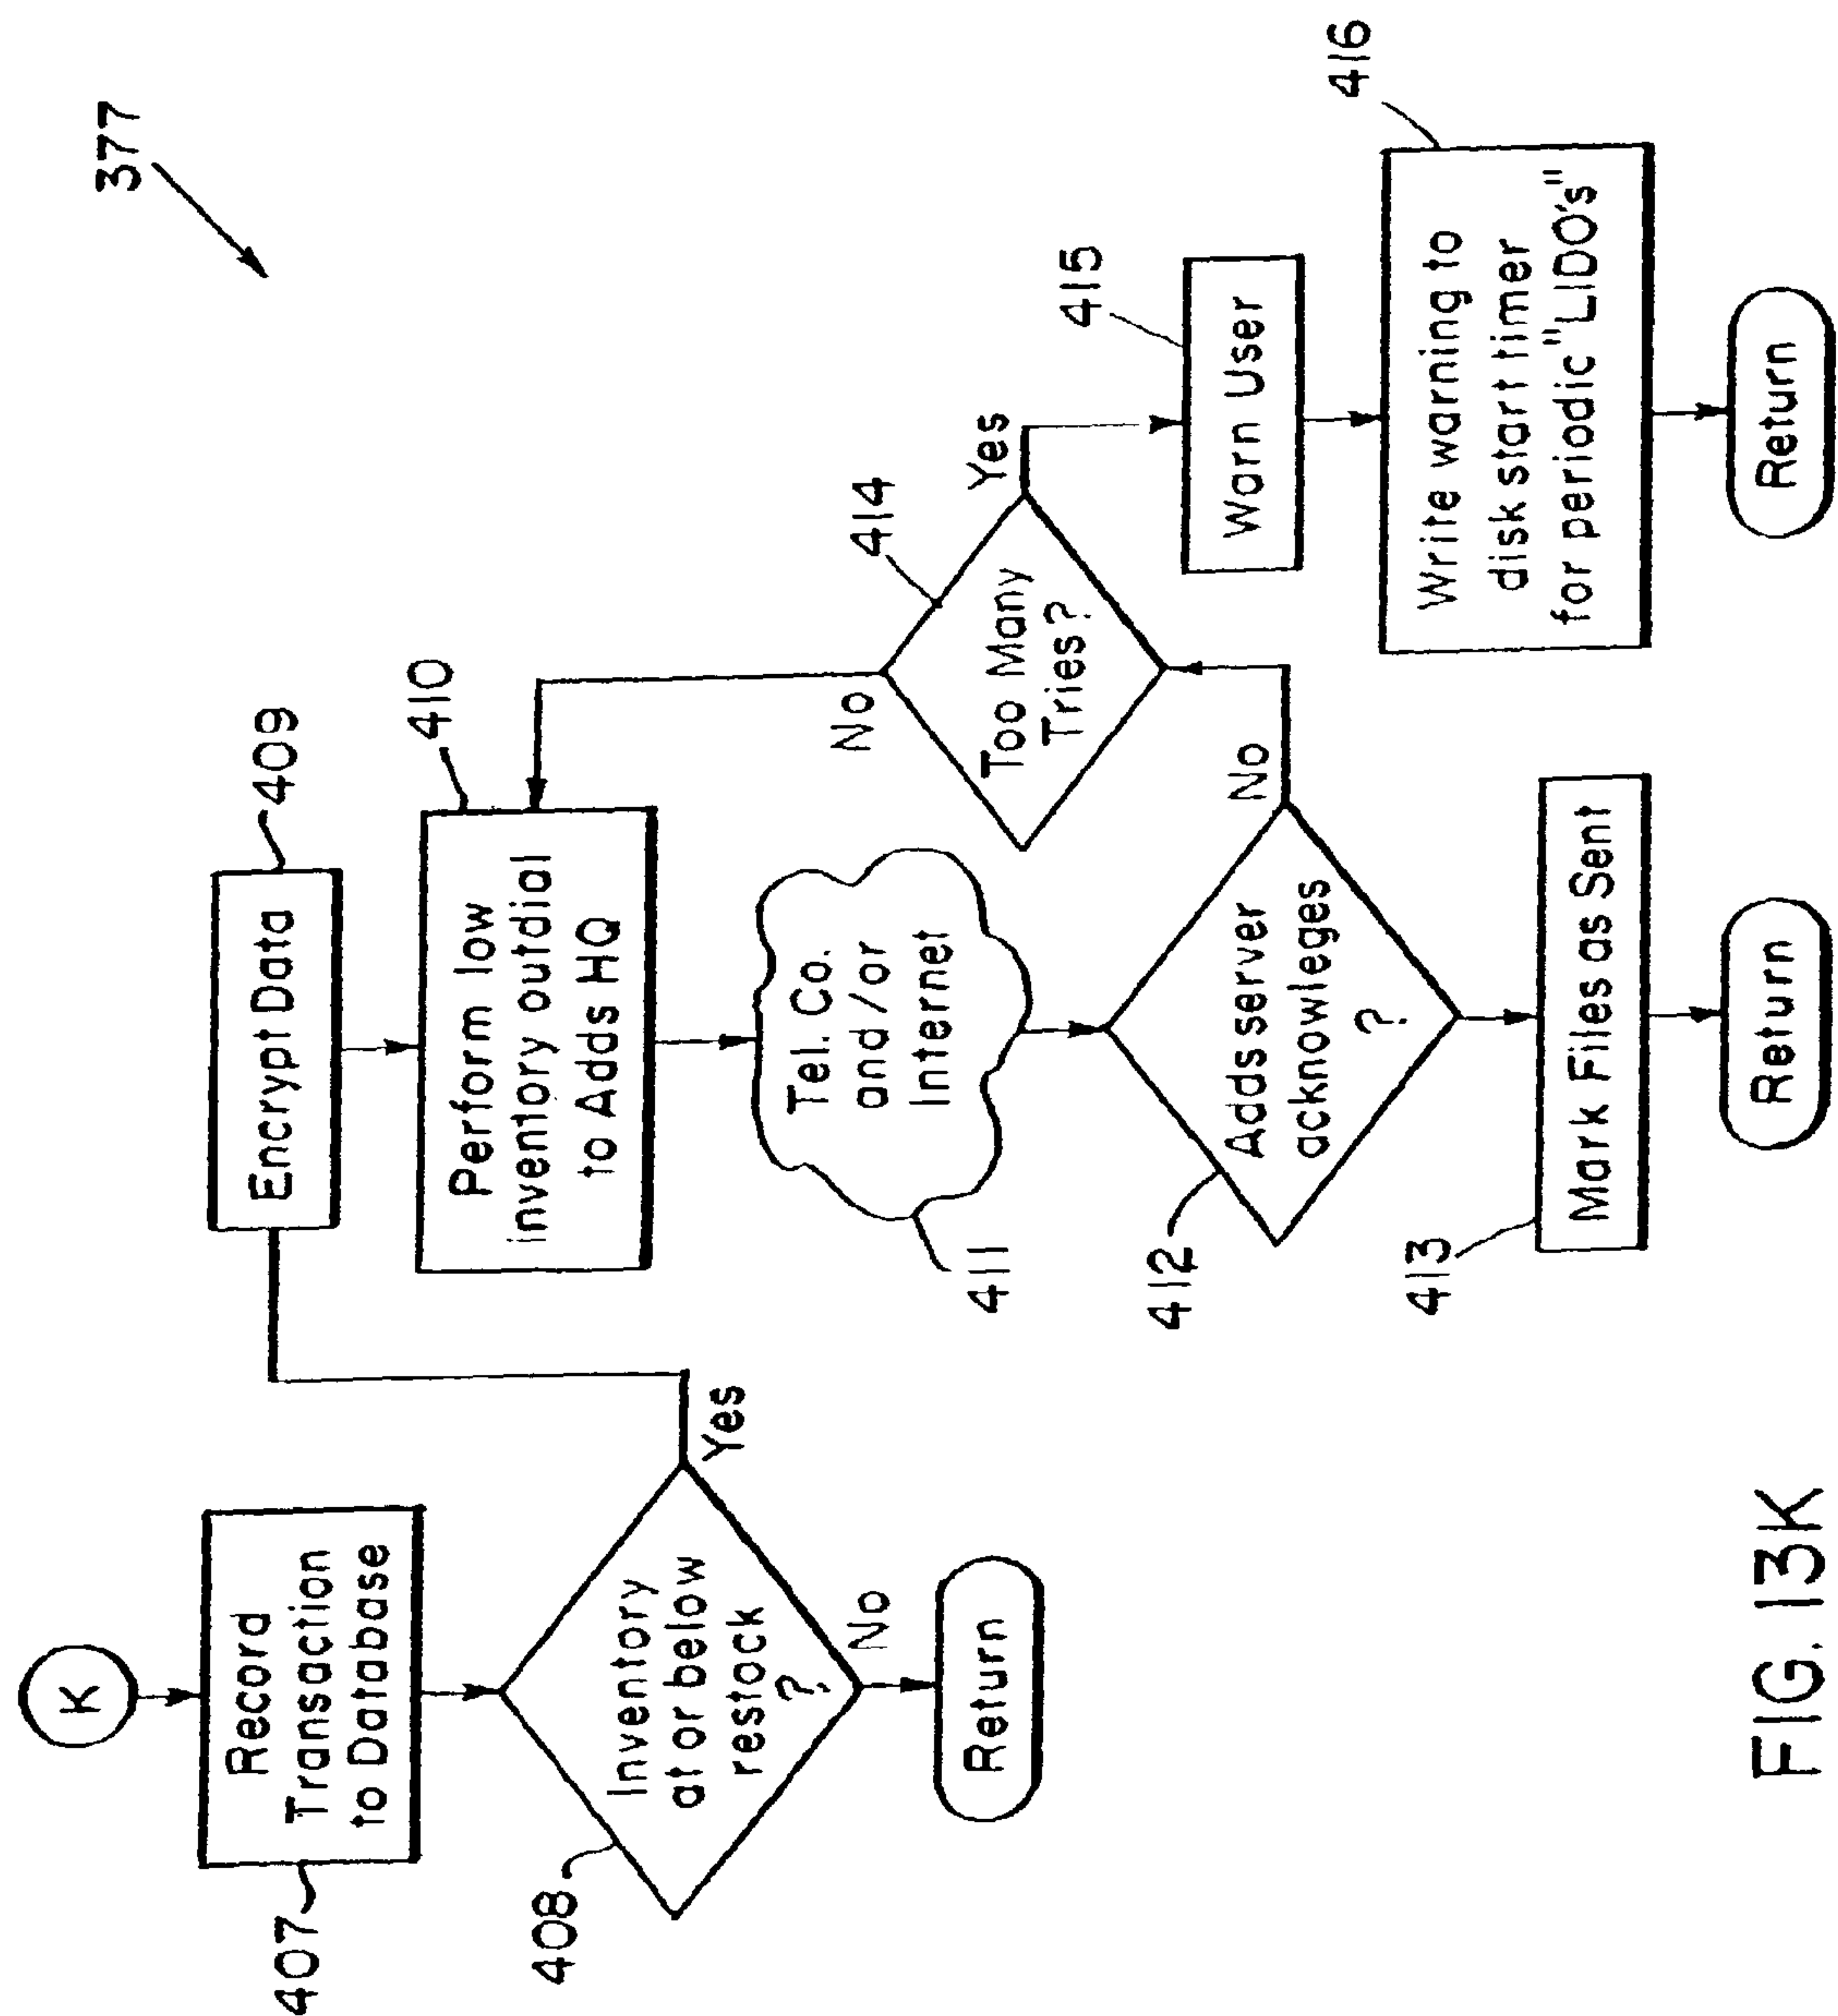 377
K
Record
Transaction
to Database
407
Inventory
at or below
restock
?
408
Yes
No
Return
Encrypt Data
409
Perform low
inventory outdial
to Adds HQ
410
Tel. Co.
and / or
Internet
411
Adds server
acknowleges
?
412
No
Mark Files as Sent
413
Return
Too Many
Tries?
414
No
Yes
Warn User
415
Write warning to
disk start timer
for periodic "LIDO's"
416
Return
FIG. 13K